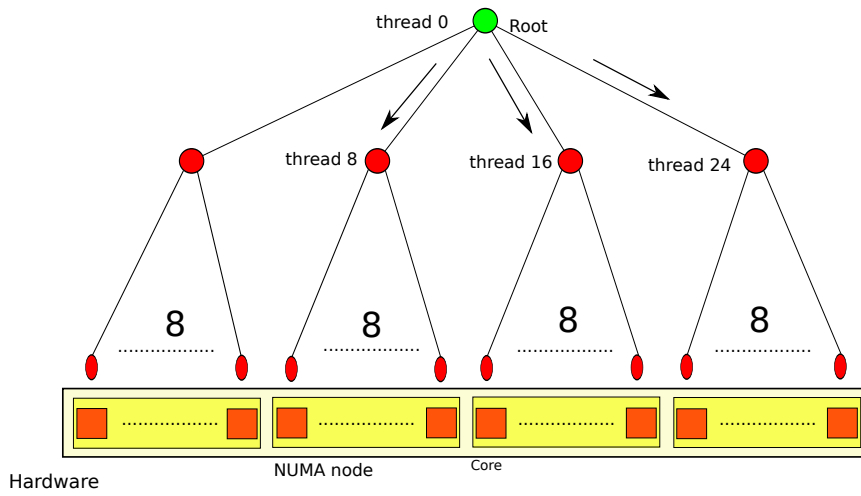 thread 0
Root
thread 8
thread 16
thread 24
8
8
8
8
NUMA node
Core
Hardware